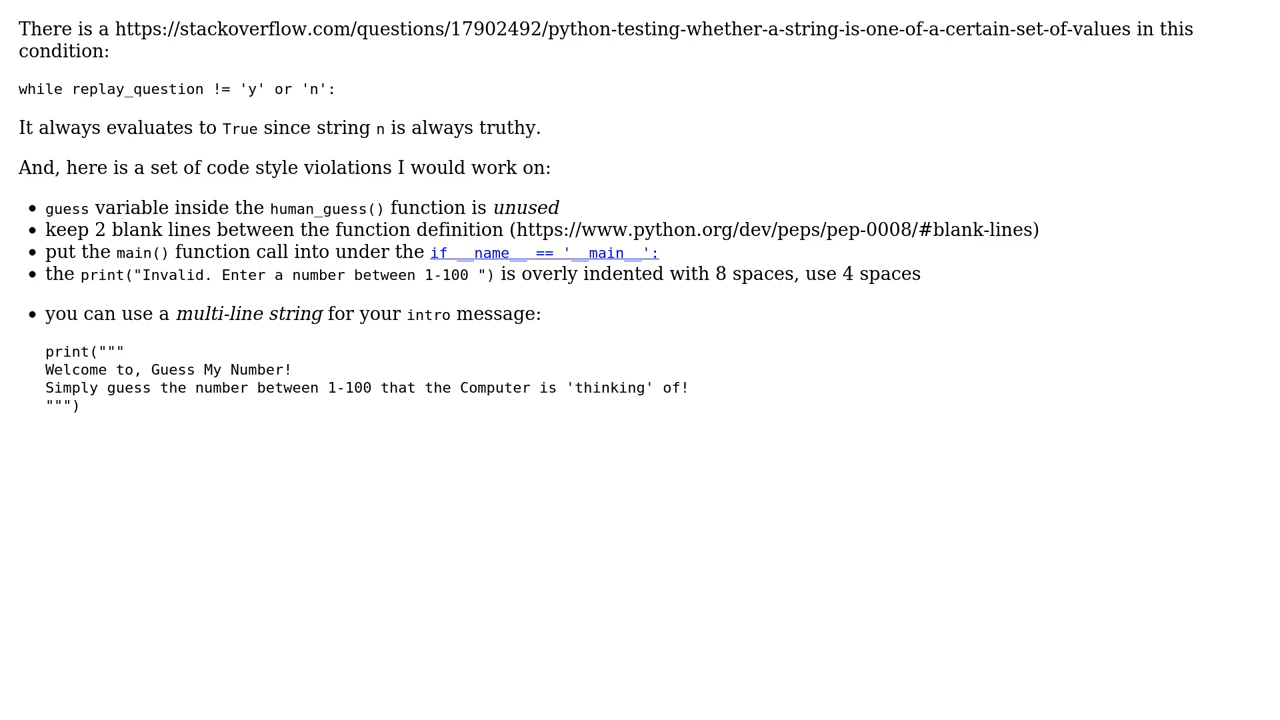 There is a https://stackoverflow.com/questions/17902492/python-testing-whether-a-string-is-one-of-a-certain-set-of-values in this
condition:
while replay_question != 'y' or 'n':
It always evaluates to True since string n is always truthy.
And, here is a set of code style violations I would work on:
• guess variable inside the human_guess() function is unused
• keep 2 blank lines between the function definition (https://www.python.org/dev/peps/pep-0008/#blank-lines)
• put the main() function call into under the if __name__ == '__main__':
• the print("Invalid. Enter a number between 1-100 ") is overly indented with 8 spaces, use 4 spaces
• you can use a multi-line string for your intro message:
print("""
Welcome to, Guess My Number!
Simply guess the number between 1-100 that the Computer is 'thinking' of!
""")